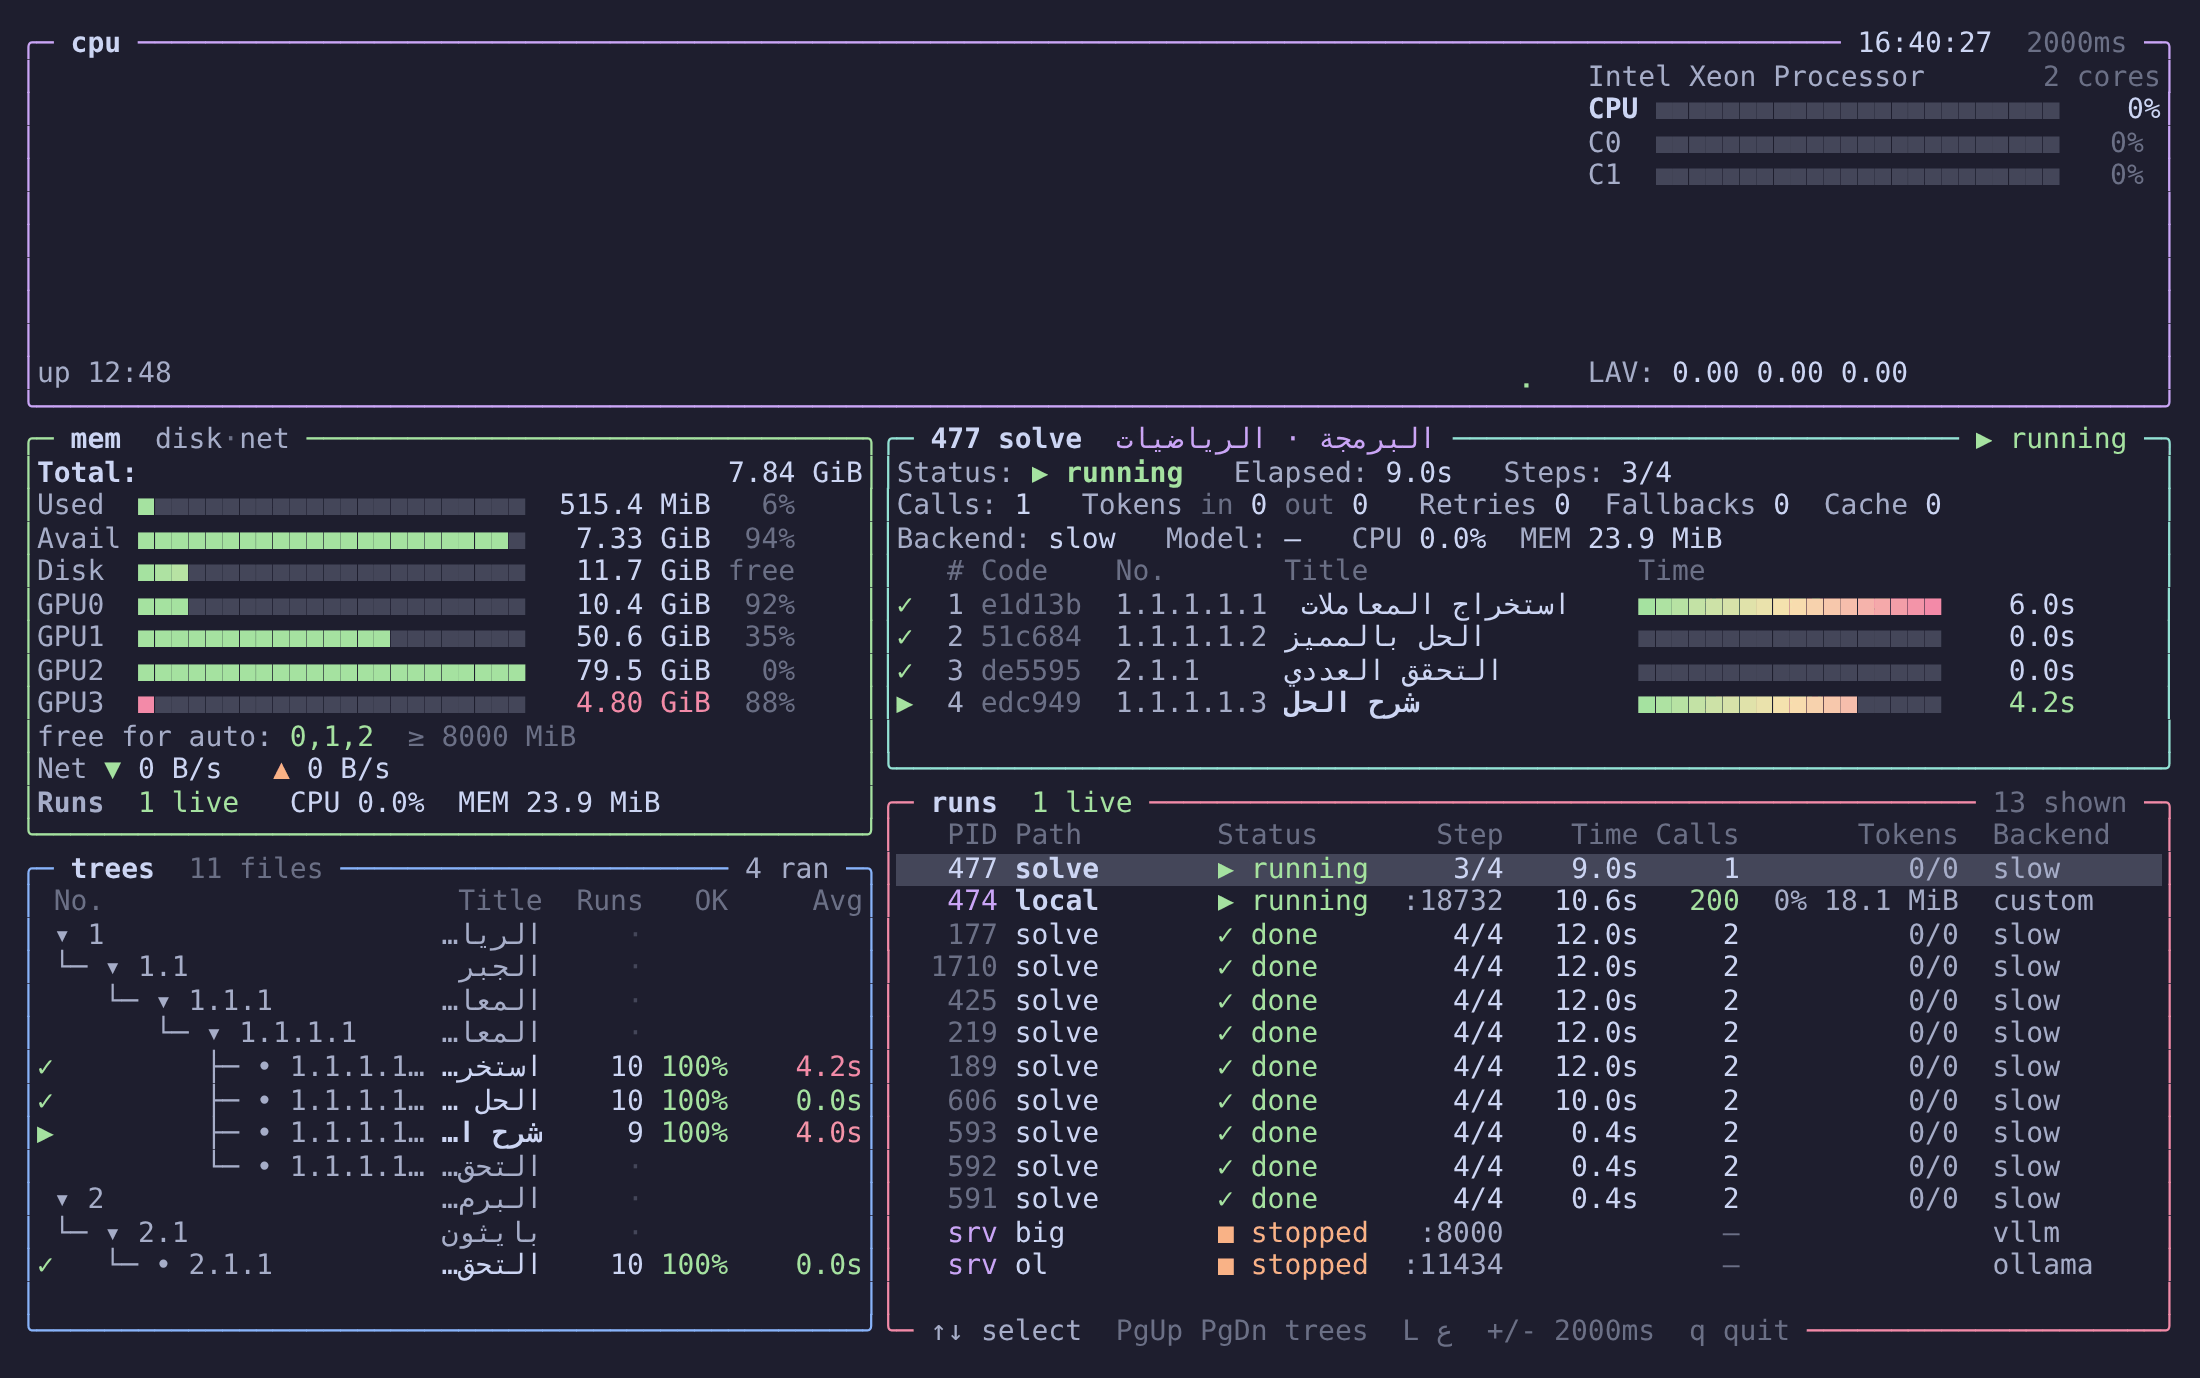 cpu 16:40:27 2000ms
Intel Xeon Processor 2 cores
CPU 0%
C0 0%
C1 0%
up 12:48 LAV: 0.00 0.00 0.00
mem disk·net
Total: 7.84 GiB
Used 515.4 MiB 6%
Avail 7.33 GiB 94%
Disk 11.7 GiB free
GPU0 10.4 GiB 92%
GPU1 50.6 GiB 35%
GPU2 79.5 GiB 0%
GPU3 4.80 GiB 88%
free for auto: 0,1,2 ≥ 8000 MiB
Net ▼ 0 B/s ▲ 0 B/s
Runs 1 live CPU 0.0% MEM 23.9 MiB
477 solve البرمجة · الرياضيات ▶ running
Status: ▶ running Elapsed: 9.0s Steps: 3/4
Calls: 1 Tokens in 0 out 0 Retries 0 Fallbacks 0 Cache 0
Backend: slow Model: — CPU 0.0% MEM 23.9 MiB
# Code No. Title Time
✓ 1 e1d13b 1.1.1.1.1 استخراج المعاملات 6.0s
✓ 2 51c684 1.1.1.1.2 الحل بالمميز 0.0s
✓ 3 de5595 2.1.1 التحقق العددي 0.0s
▶ 4 edc949 1.1.1.1.3 شرح الحل 4.2s
trees 11 files 4 ran
No. Title Runs OK Avg
▼ 1 الريا… ·
└─ ▼ 1.1 الجبر ·
└─ ▼ 1.1.1 المعا… ·
└─ ▼ 1.1.1.1 المعا… ·
✓ ├─ • 1.1.1.1… استخر… 10 100% 4.2s
✓ ├─ • 1.1.1.1… الحل … 10 100% 0.0s
▶ ├─ • 1.1.1.1… شرح ا… 9 100% 4.0s
└─ • 1.1.1.1… التحق… ·
▼ 2 البرم… ·
└─ ▼ 2.1 بايثون ·
✓ └─ • 2.1.1 التحق… 10 100% 0.0s
runs 1 live 13 shown
PID Path Status Step Time Calls Tokens Backend
477 solve ▶ running 3/4 9.0s 1 0/0 slow
474 local ▶ running :18732 10.6s 200 0% 18.1 MiB custom
177 solve ✓ done 4/4 12.0s 2 0/0 slow
1710 solve ✓ done 4/4 12.0s 2 0/0 slow
425 solve ✓ done 4/4 12.0s 2 0/0 slow
219 solve ✓ done 4/4 12.0s 2 0/0 slow
189 solve ✓ done 4/4 12.0s 2 0/0 slow
606 solve ✓ done 4/4 10.0s 2 0/0 slow
593 solve ✓ done 4/4 0.4s 2 0/0 slow
592 solve ✓ done 4/4 0.4s 2 0/0 slow
591 solve ✓ done 4/4 0.4s 2 0/0 slow
srv big ■ stopped :8000 — vllm
srv ol ■ stopped :11434 — ollama
↑↓ select PgUp PgDn trees L ع +/- 2000ms q quit